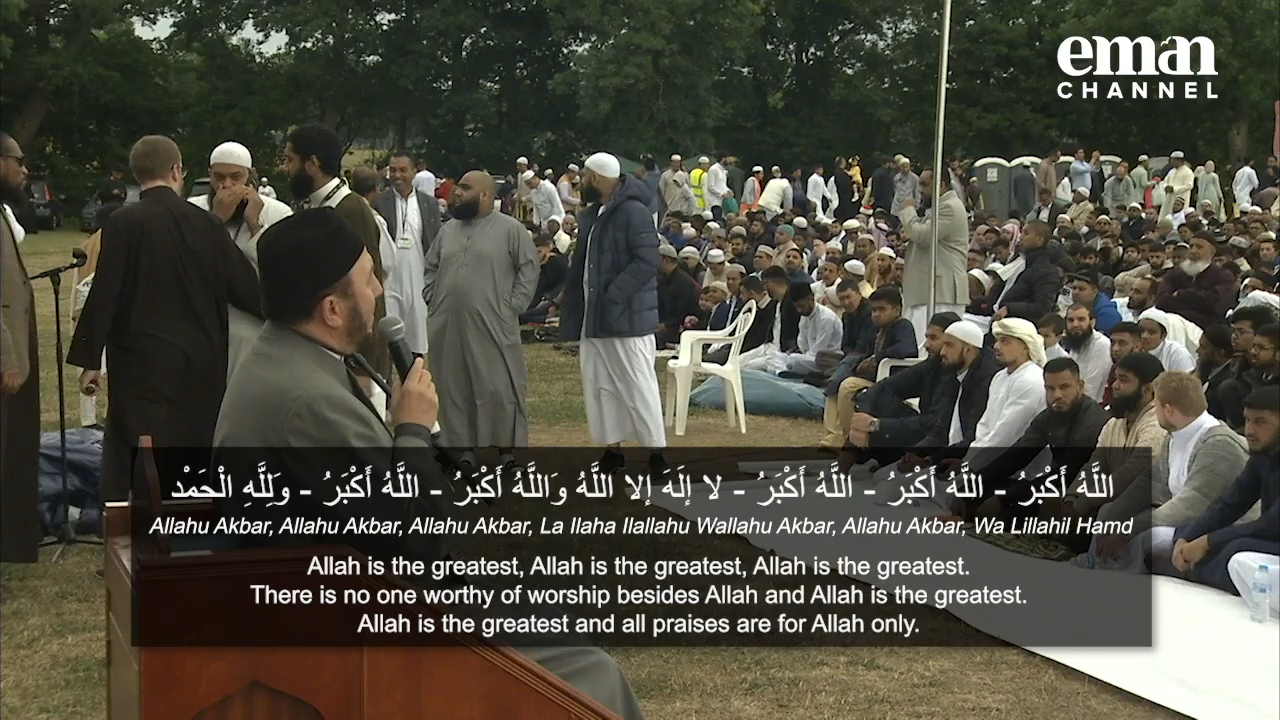 eman
CHANNEL
اللَّهُ أَكْبَرُ - اللَّهُ أَكْبَرُ - اللَّهُ أَكْبَرُ - لا إِلَهَ إِلا اللَّهُ وَاللَّهُ أَكْبَرُ - اللَّهُ أَكْبَرُ - وَلِلَّهِ الْحَمْد
Allahu Akbar, Allahu Akbar, Allahu Akbar, La Ilaha Ilallahu Wallahu Akbar, Allahu Akbar, Wa Lillahil Hamd
Allah is the greatest, Allah is the greatest, Allah is the greatest.
There is no one worthy of worship besides Allah and Allah is the greatest.
Allah is the greatest and all praises are for Allah only.